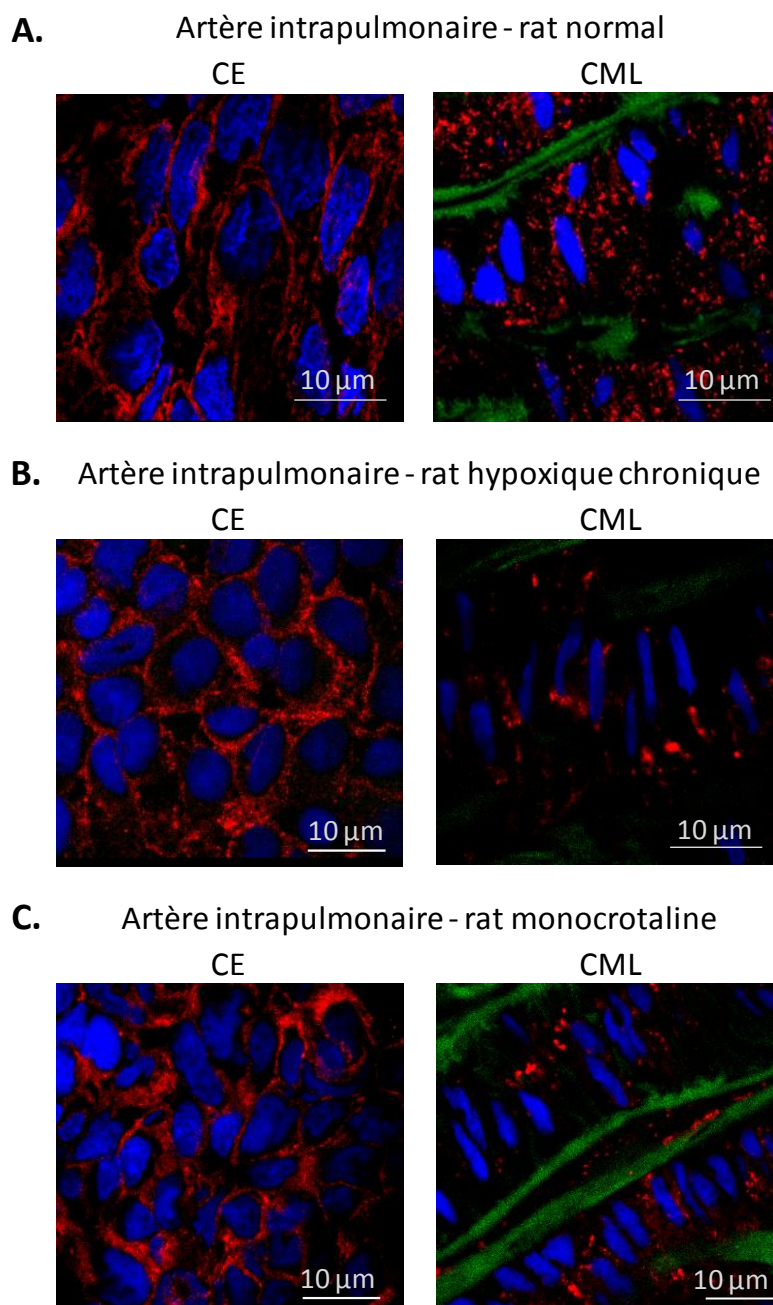 A. Artère intrapulmonaire - rat normal
CE CML
10 µm 10 µm
B. Artère intrapulmonaire - rat hypoxique chronique
CE CML
10 µm 10 µm
C. Artère intrapulmonaire - rat monocrotaline
CE CML
10 µm 10 µm